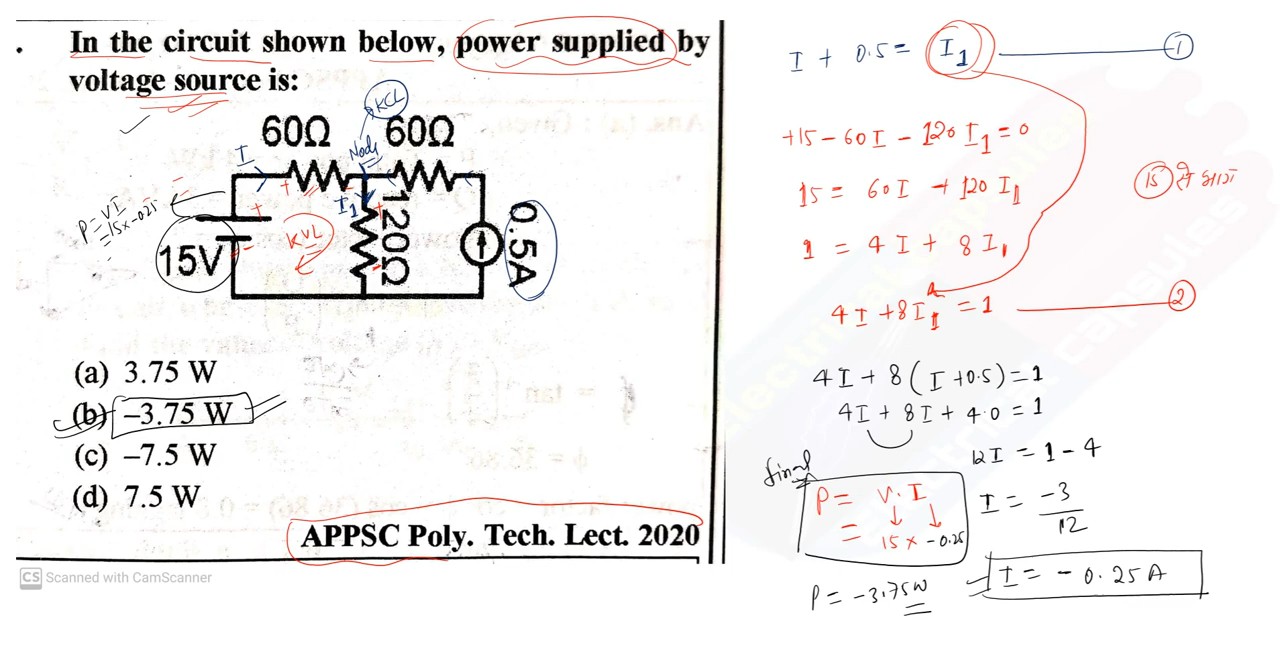 . In the circuit shown below, power supplied by
voltage source is:
KCL
60Ω 60Ω
I
Node
I₁
P = VI
= 15x-0.25
+ -
+
+
-
-
KVL
15V
120Ω
0.5A
(a) 3.75 W
(b) –3.75 W
(c) –7.5 W
(d) 7.5 W
APPSC Poly. Tech. Lect. 2020
CS Scanned with CamScanner
I + 0.5 = I₁ ①
+15 - 60I - 120 I₁ = 0
15 = 60I + 120 I₁
15 से भाग
1 = 4I + 8I₁
4I + 8I₁ = 1 ②
4I + 8(I + 0.5) = 1
4I + 8I + 4.0 = 1
12I = 1 - 4
I = -3/12
I = -0.25A
final
P = V.I
↓ ↓
= 15 x -0.25
P = -3.75W